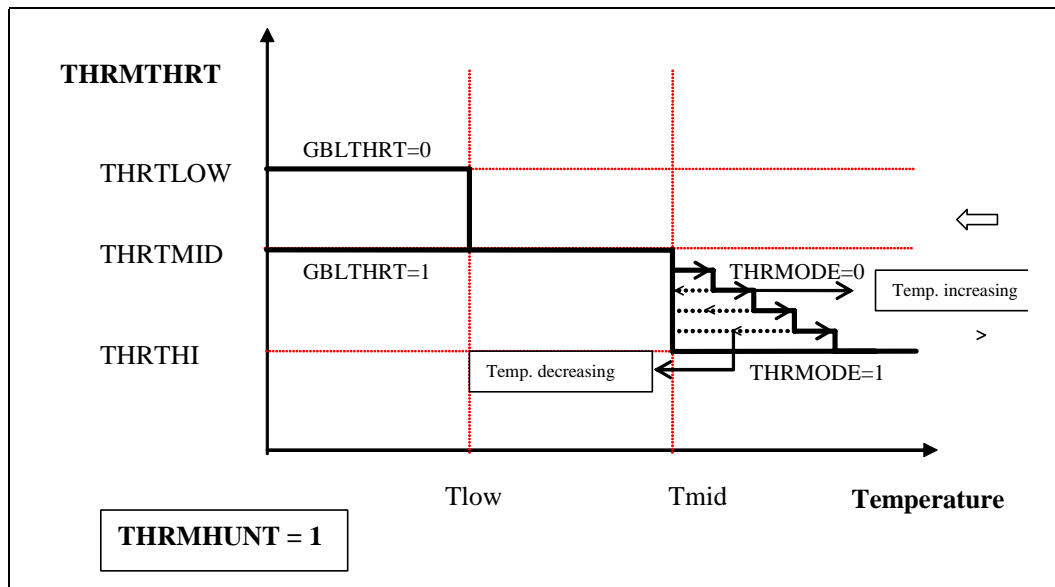 THRMTHRT
GBLTHRT=0
THRTLOW
THRTMID
GBLTHRT=1
THRMODE=0
Temp. increasing
>
THRTHI
Temp. decreasing
THRMODE=1
Tlow
Tmid
Temperature
THRMHUNT = 1